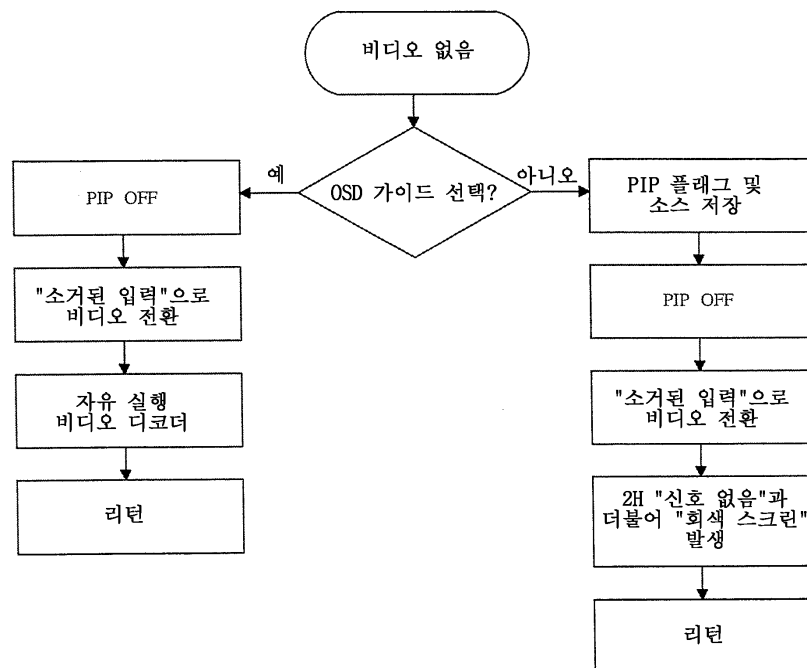 비디오 없음
OSD 가이드 선택?
예
아니오
PIP OFF
"소거된 입력"으로
비디오 전환
자유 실행
비디오 디코더
리턴
PIP 플래그 및
소스 저장
PIP OFF
"소거된 입력"으로
비디오 전환
2H "신호 없음"과
더불어 "회색 스크린"
발생
리턴